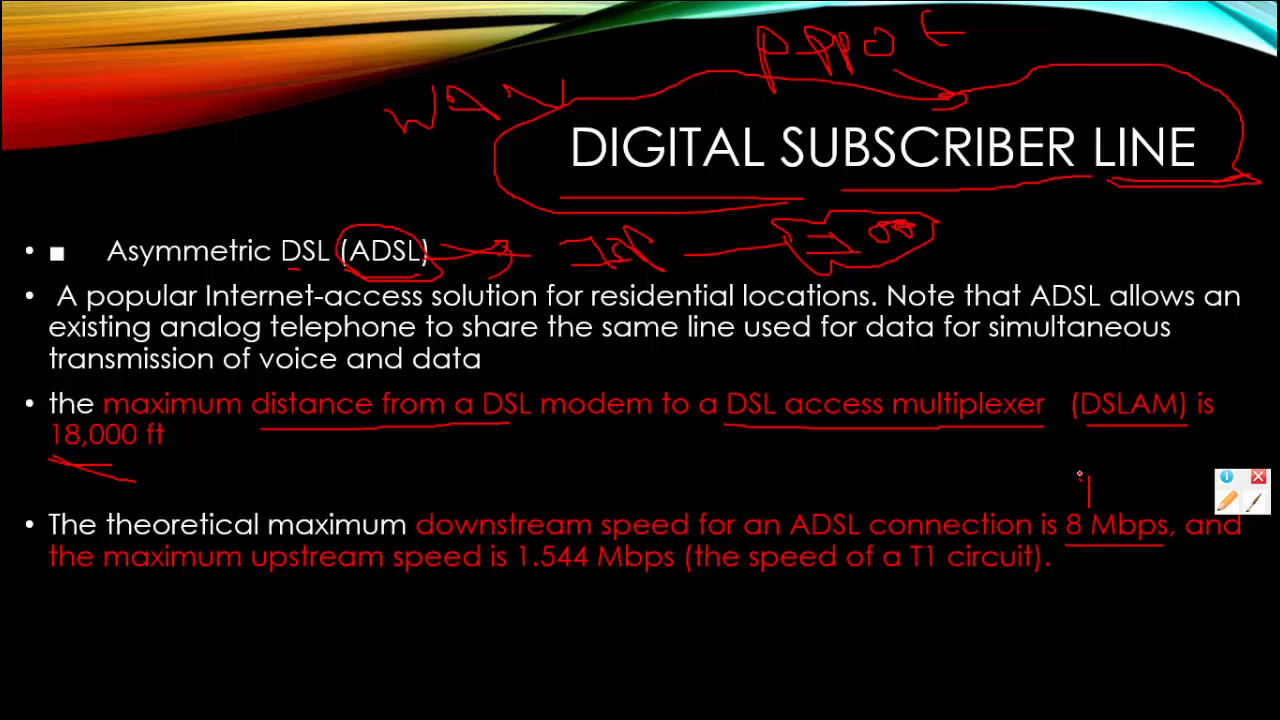 PPPOE
WAN
DIGITAL SUBSCRIBER LINE
• ■ Asymmetric DSL (ADSL)
• A popular Internet-access solution for residential locations. Note that ADSL allows an
existing analog telephone to share the same line used for data for simultaneous
transmission of voice and data
• the maximum distance from a DSL modem to a DSL access multiplexer (DSLAM) is
18,000 ft
• The theoretical maximum downstream speed for an ADSL connection is 8 Mbps, and
the maximum upstream speed is 1.544 Mbps (the speed of a T1 circuit).